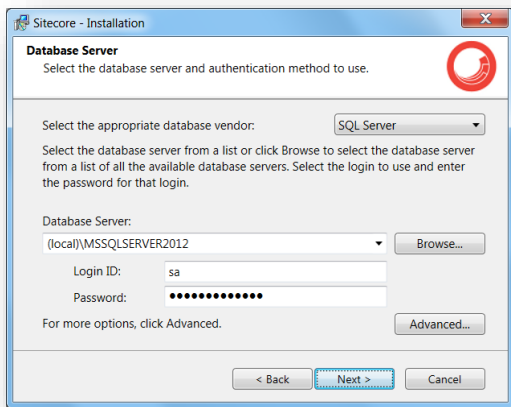 Sitecore - Installation
Database Server
Select the database server and authentication method to use.
Select the appropriate database vendor: SQL Server
Select the database server from a list or click Browse to select the database server
from a list of all the available database servers. Select the login to use and enter
the password for that login.
Database Server:
(local)\MSSQLSERVER2012 Browse...
Login ID: sa
Password: ●●●●●●●●●●●●●
For more options, click Advanced. Advanced...
< Back Next > Cancel